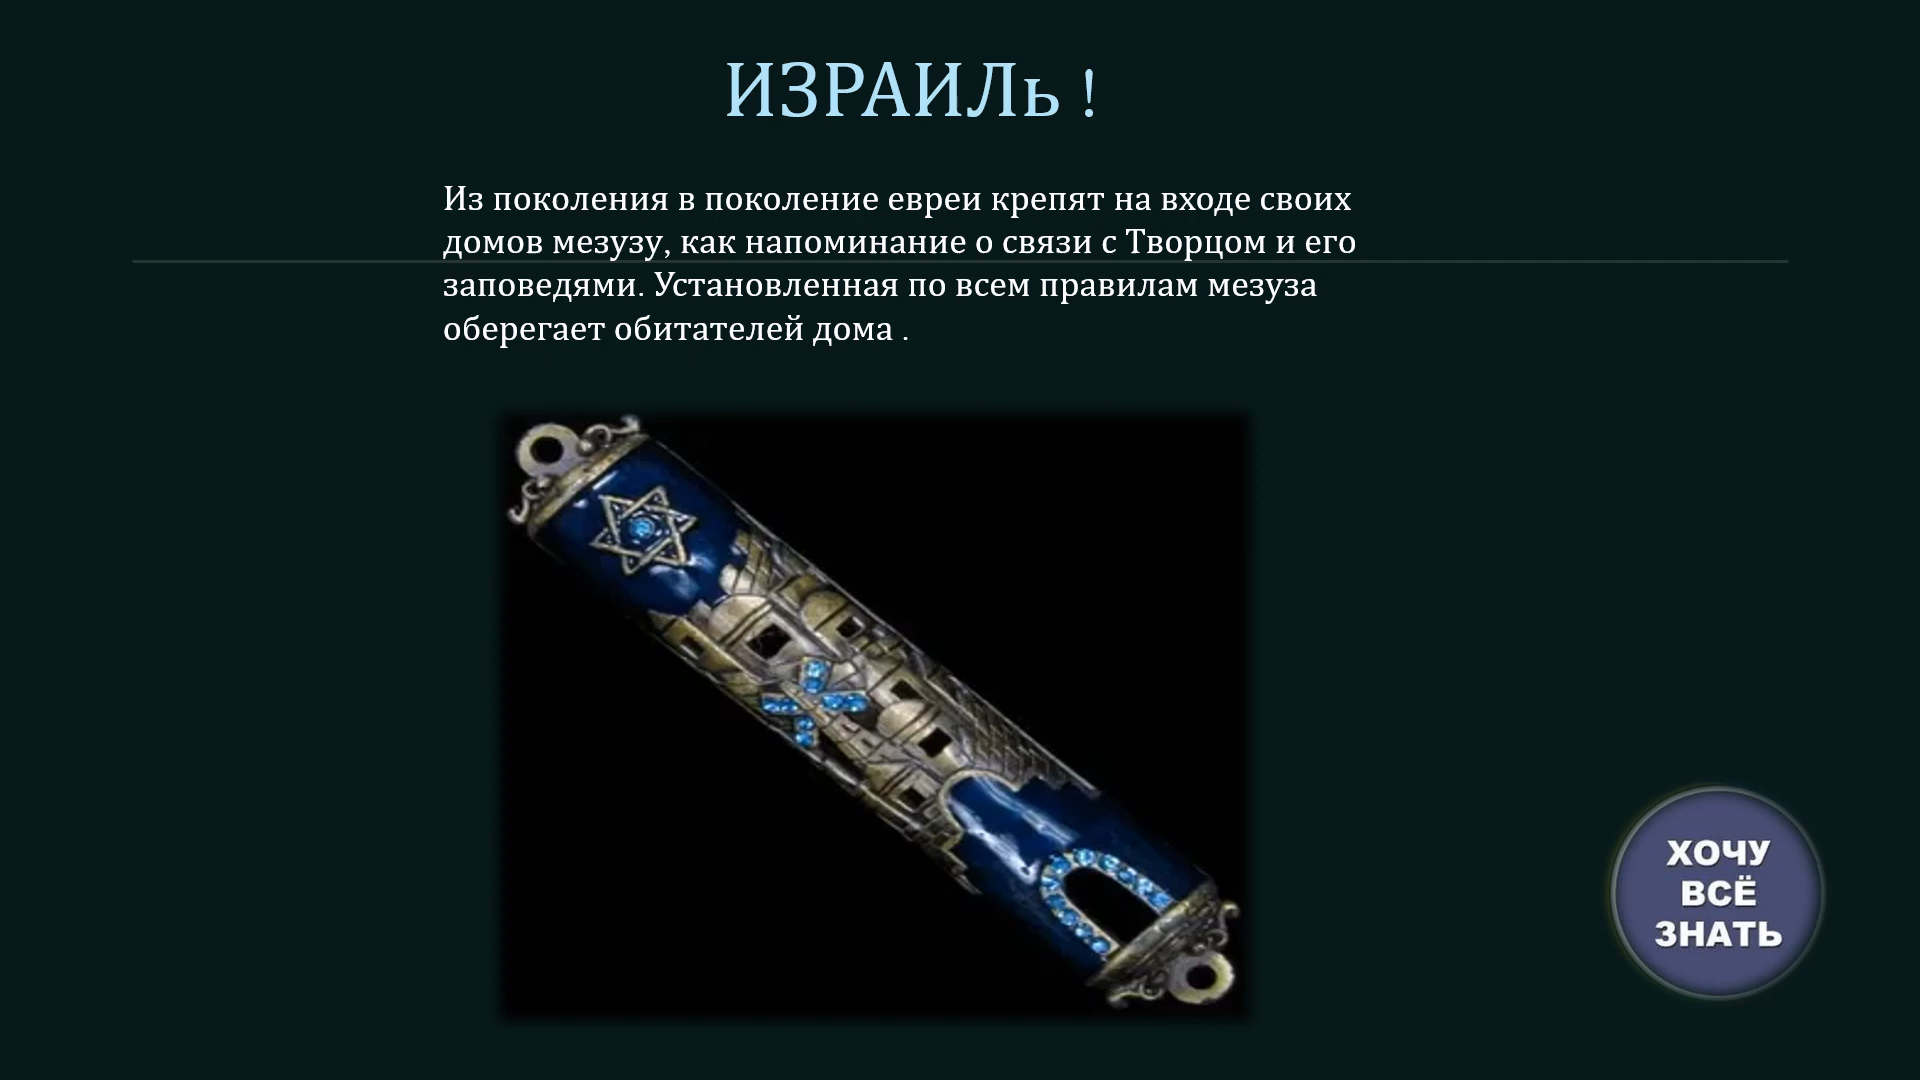 ИЗРАИЛь !
Из поколения в поколение евреи крепят на входе своих
домов мезузу, как напоминание о связи с Творцом и его
заповедями. Установленная по всем правилам мезуза
оберегает обитателей дома .
ХОЧУ
ВСЁ
ЗНАТЬ